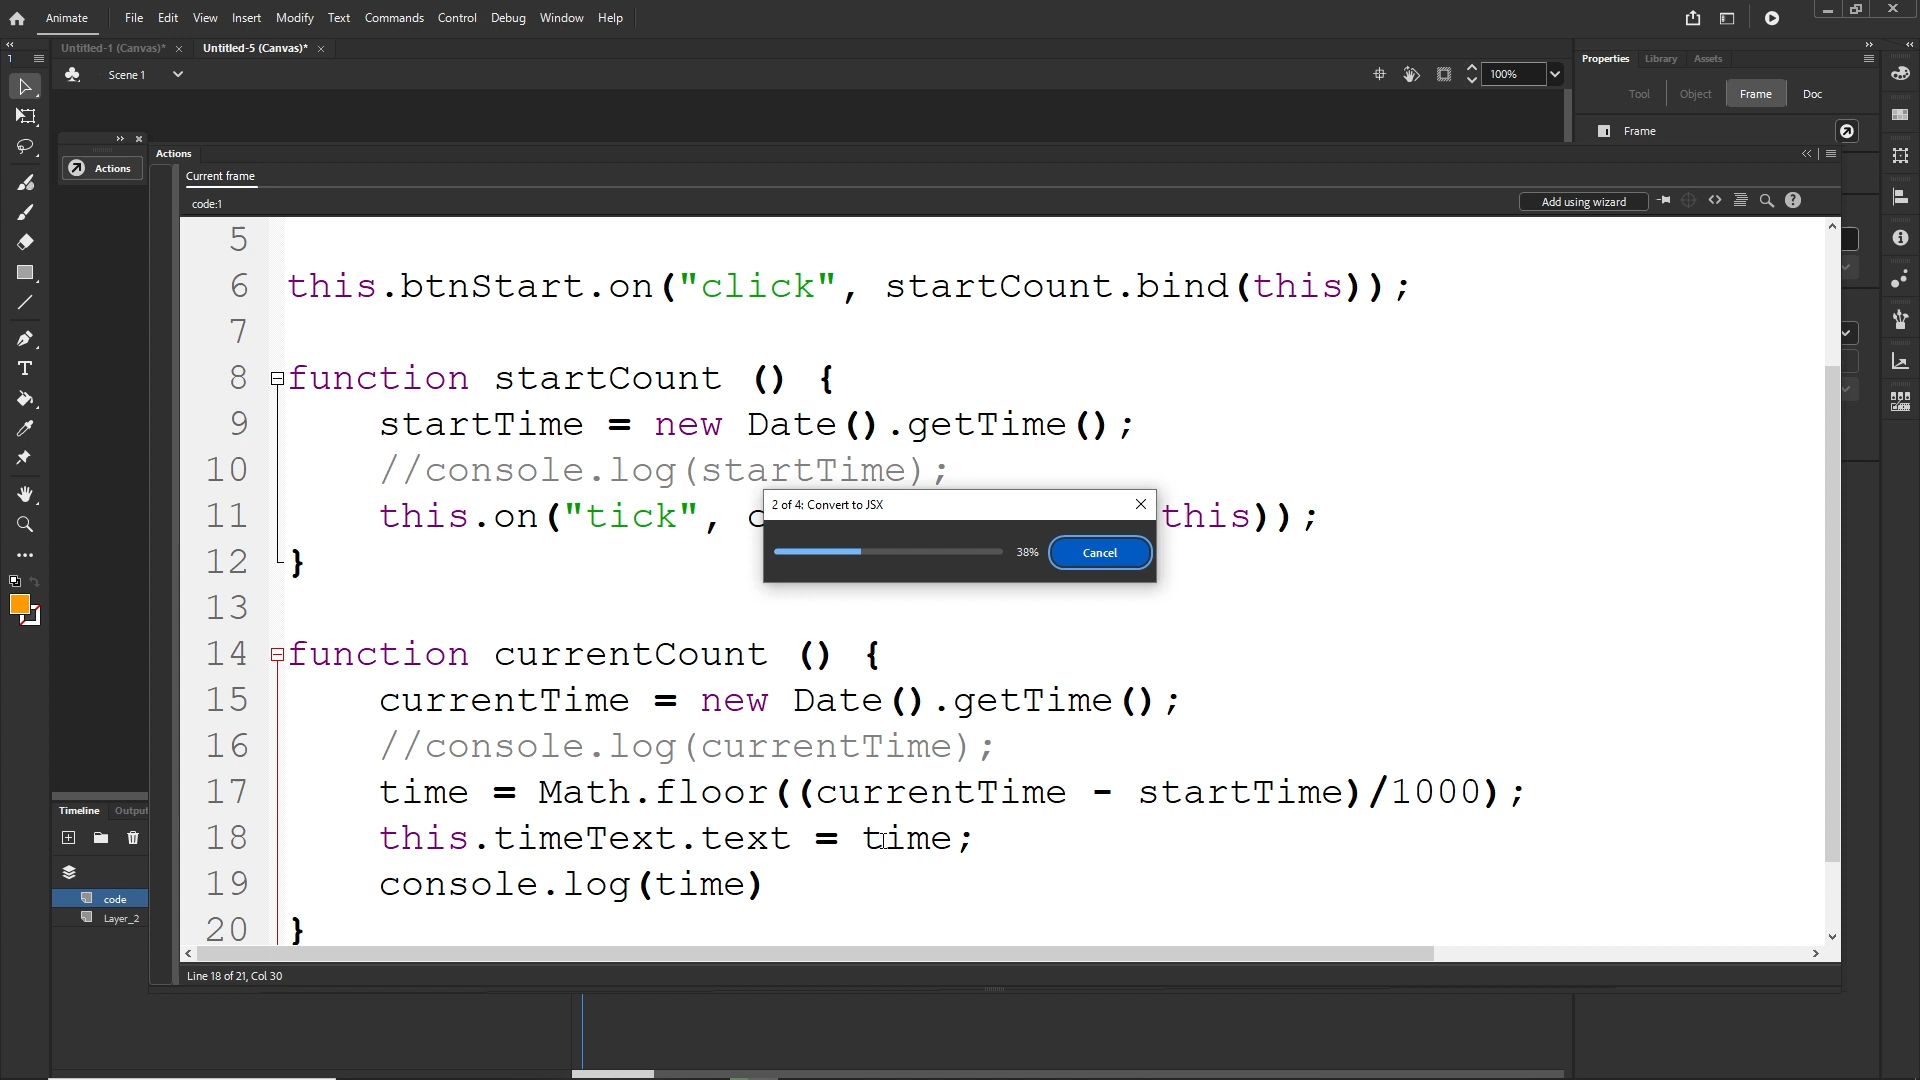 Animate File Edit View Insert Modify Text Commands Control Debug Window Help
Untitled-1 (Canvas)* × Untitled-5 (Canvas)* ×
Properties Library Assets
Scene 1 100%
Tool Object Frame Doc
Frame
Actions
Actions
Current frame
code:1 Add using wizard
5
6 this.btnStart.on("click", startCount.bind(this));
7
8 function startCount () {
9 startTime = new Date().getTime();
10 //console.log(startTime);
2 of 4: Convert to JSX
11 this.on("tick", c this));
38% Cancel
12 }
13
14 function currentCount () {
15 currentTime = new Date().getTime();
16 //console.log(currentTime);
17 time = Math.floor((currentTime - startTime)/1000);
Timeline Output
18 this.timeText.text = time;
19 console.log(time)
code
Layer_2
20 }
Line 18 of 21, Col 30